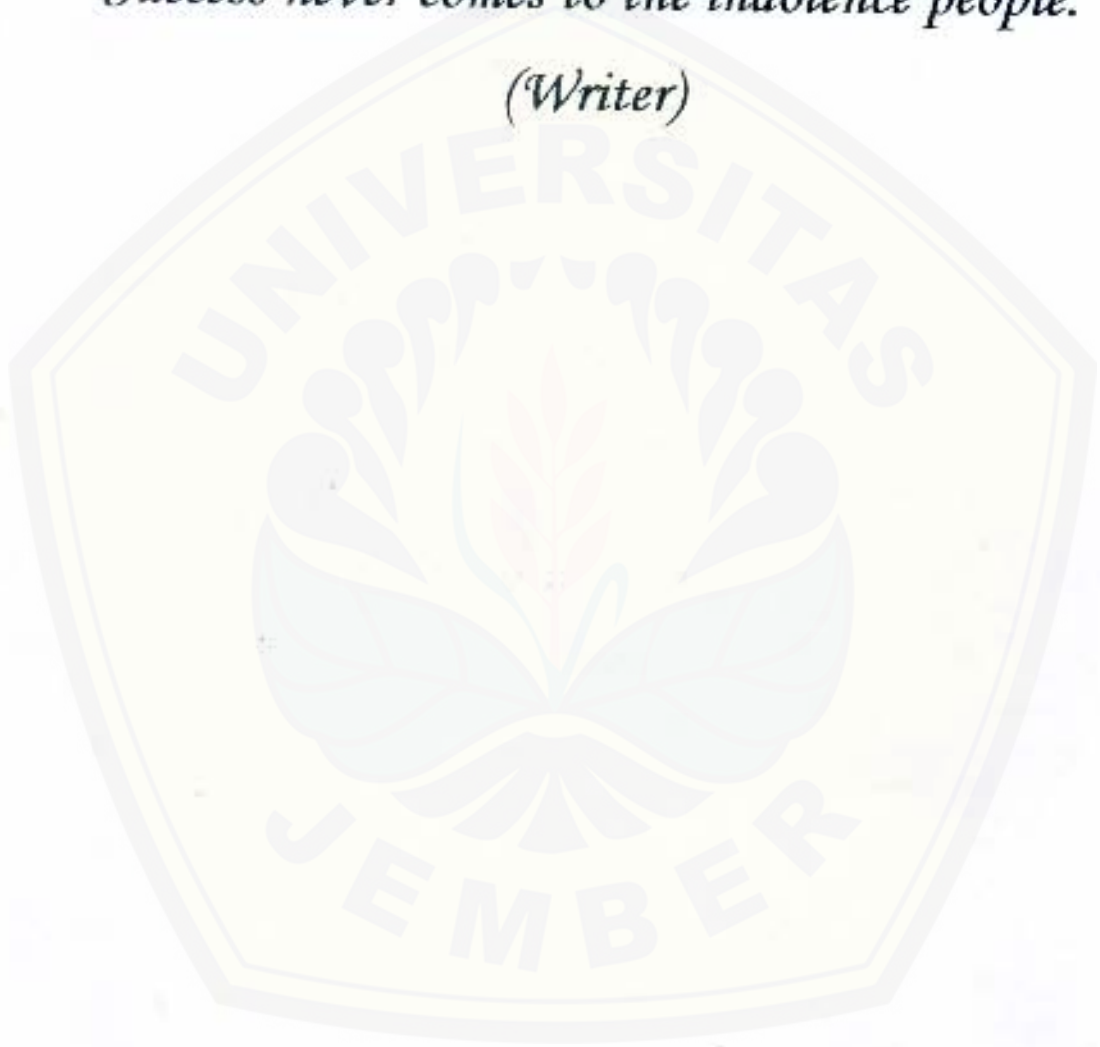 Success never comes to the indolence people.
(Writer)
UNIVERSITAS
JEMBER